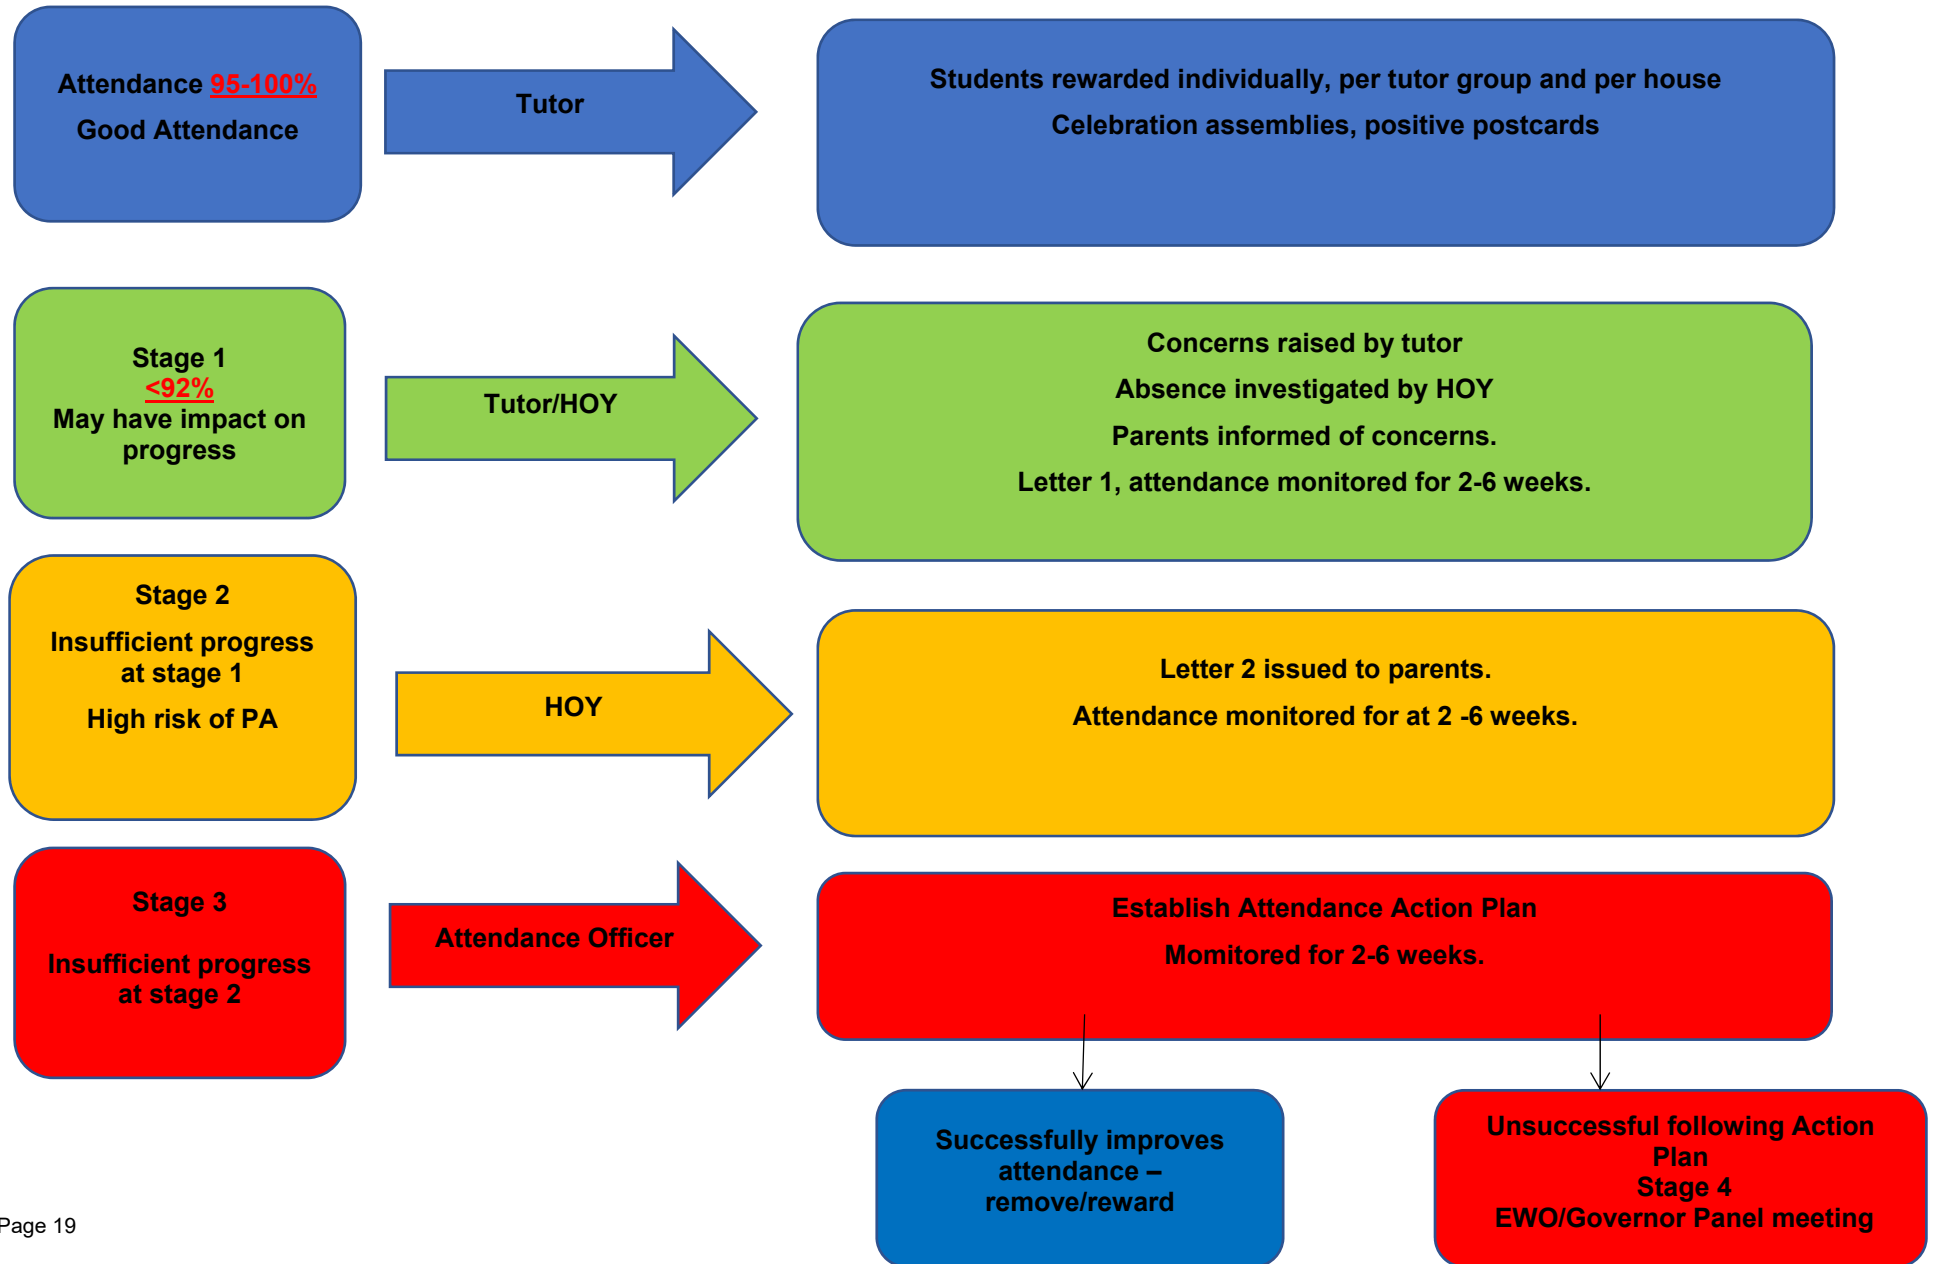 Attendance 95-100%
Good Attendance
Tutor
Students rewarded individually, per tutor group and per house
Celebration assemblies, positive postcards
Stage 1
<92%
May have impact on
progress
Tutor/HOY
Concerns raised by tutor
Absence investigated by HOY
Parents informed of concerns.
Letter 1, attendance monitored for 2-6 weeks.
Stage 2
Insufficient progress
at stage 1
High risk of PA
HOY
Letter 2 issued to parents.
Attendance monitored for at 2 -6 weeks.
Stage 3
Insufficient progress
at stage 2
Attendance Officer
Establish Attendance Action Plan
Momitored for 2-6 weeks.
Successfully improves
attendance –
remove/reward
Unsuccessful following Action
Plan
Stage 4
EWO/Governor Panel meeting
Page 19